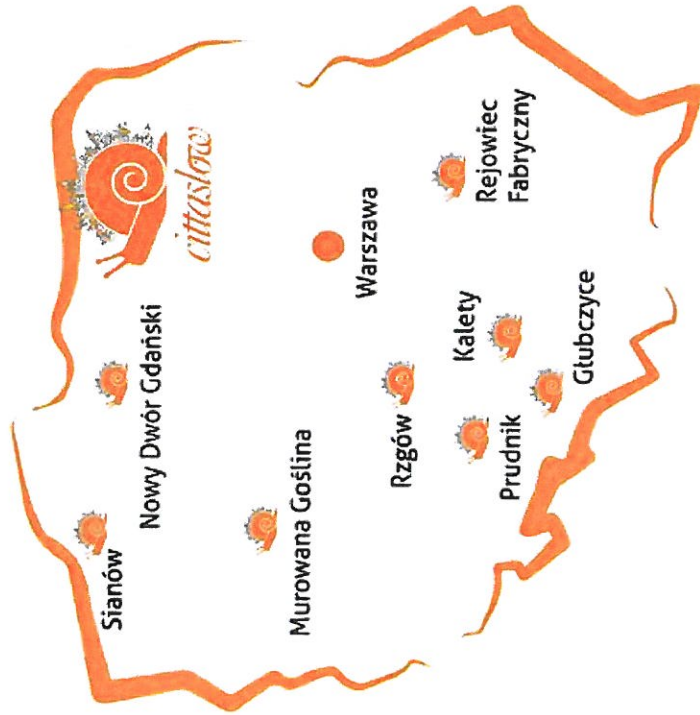 cittaslow
Sianów
Nowy Dwór Gdański
Murowana Goślina
Warszawa
Rzgów
Kalety
Rejowiec
Fabryczny
Prudnik
Głubczyce